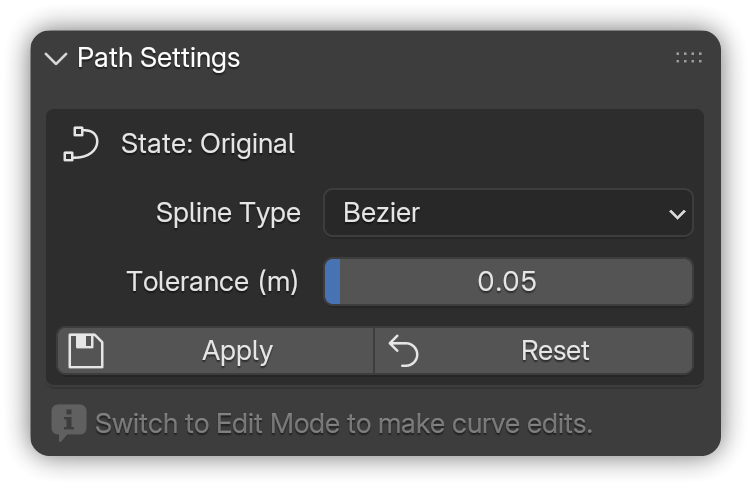 Path Settings
State: Original
Spline Type Bezier
Tolerance (m) 0.05
Apply Reset
Switch to Edit Mode to make curve edits.